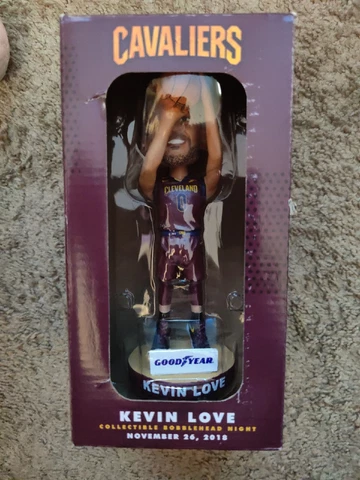 CAVALIERS
CLEVELAND
0
GOODYEAR
KEVIN LOVE
KEVIN LOVE
COLLECTIBLE BOBBLEHEAD NIGHT
NOVEMBER 26, 2018